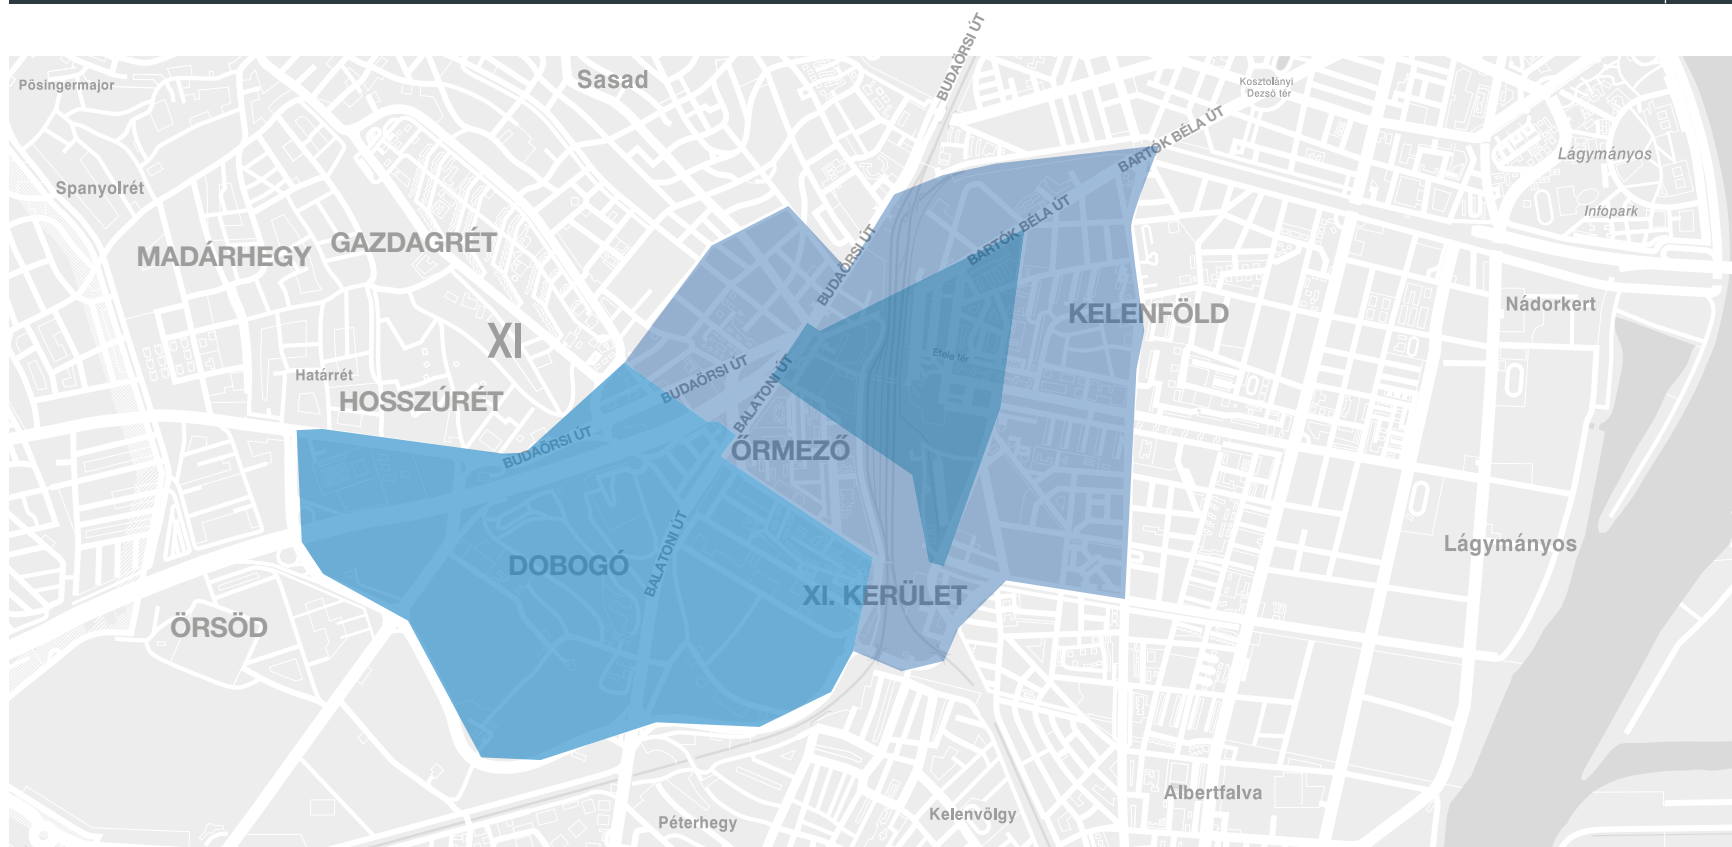 BUDAÖRSI ÚT
Sasad
Pösingermajor
Kosztolányi
Dezső tér
BARTÓK BÉLA ÚT
Lágymányos
Spanyolrét
Infopark
BARTÓK BÉLA ÚT
GAZDAGRÉT
MADÁRHEGY
BUDAÖRSI ÚT
Nádorkert
KELENFÖLD
XI
Etele tér
Határrét
BUDAÖRSI ÚT
BALATONI ÚT
HOSSZÚRÉT
BUDAÖRSI ÚT
ŐRMEZŐ
Lágymányos
BALATONI ÚT
DOBOGÓ
XI. KERÜLET
ÖRSÖD
Albertfalva
Kelenvölgy
Péterhegy